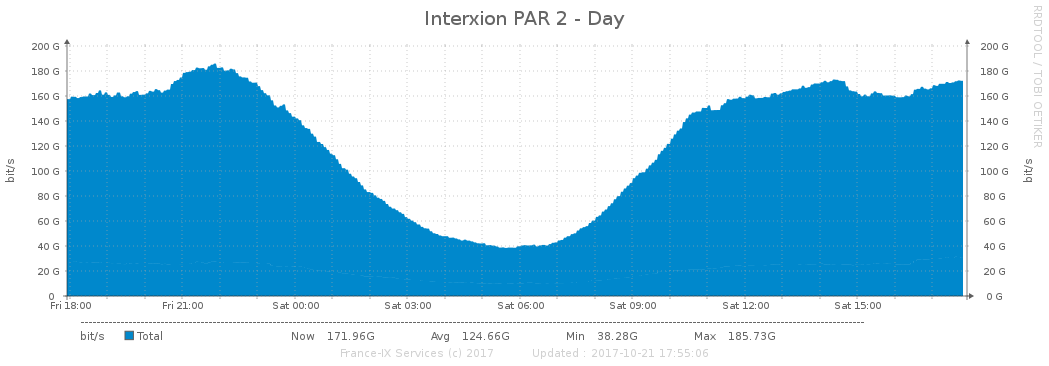 Interxion PAR 2 - Day
RRDTOOL / TOBI OETIKER
bit/s
bit/s
200 G 200 G
180 G 180 G
160 G 160 G
140 G 140 G
120 G 120 G
100 G 100 G
80 G 80 G
60 G 60 G
40 G 40 G
20 G 20 G
0 0 G
Fri 18:00 Fri 21:00 Sat 00:00 Sat 03:00 Sat 06:00 Sat 09:00 Sat 12:00 Sat 15:00
bit/s Total Now 171.96G Avg 124.66G Min 38.28G Max 185.73G
France-IX Services (c) 2017 Updated : 2017-10-21 17:55:06